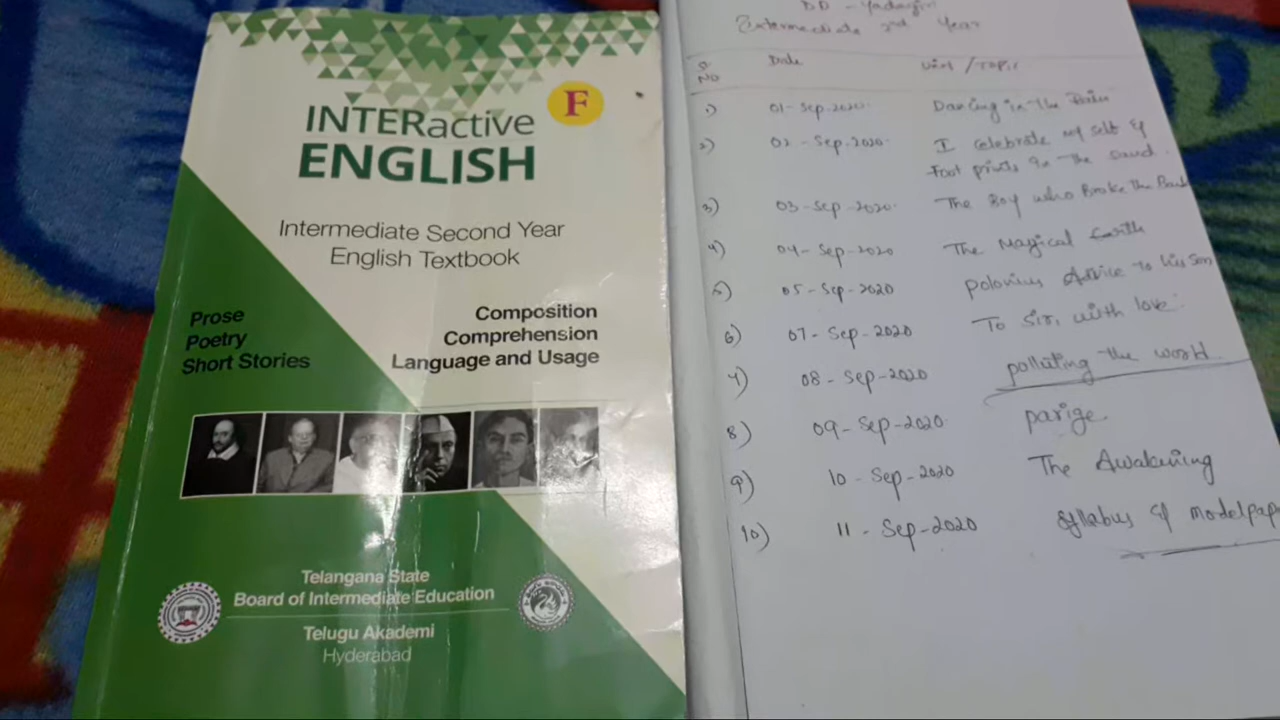 F
INTERactive
ENGLISH
Intermediate Second Year
English Textbook
Prose
Poetry
Short Stories
Composition
Comprehension
Language and Usage
Telangana State
Board of Intermediate Education
Telugu Akademi
Hyderabad
DD - Yadagiri
Intermediate 2nd Year
S. No Date Unit / Topic
1) 01-Sep-2020 Dancing in the Rain
2) 02-Sep-2020 I celebrate my self &
Foot prints in the sand
3) 03-Sep-2020 The Boy who Broke the Bank
4) 04-Sep-2020 The Magical Earth
5) 05-Sep-2020 polonius Advice to his son
6) 07-Sep-2020 To sir, with love
7) 08-Sep-2020 polluting the world
8) 09-Sep-2020 parige
9) 10-Sep-2020 The Awakening
10) 11-Sep-2020 syllabus & modelpap